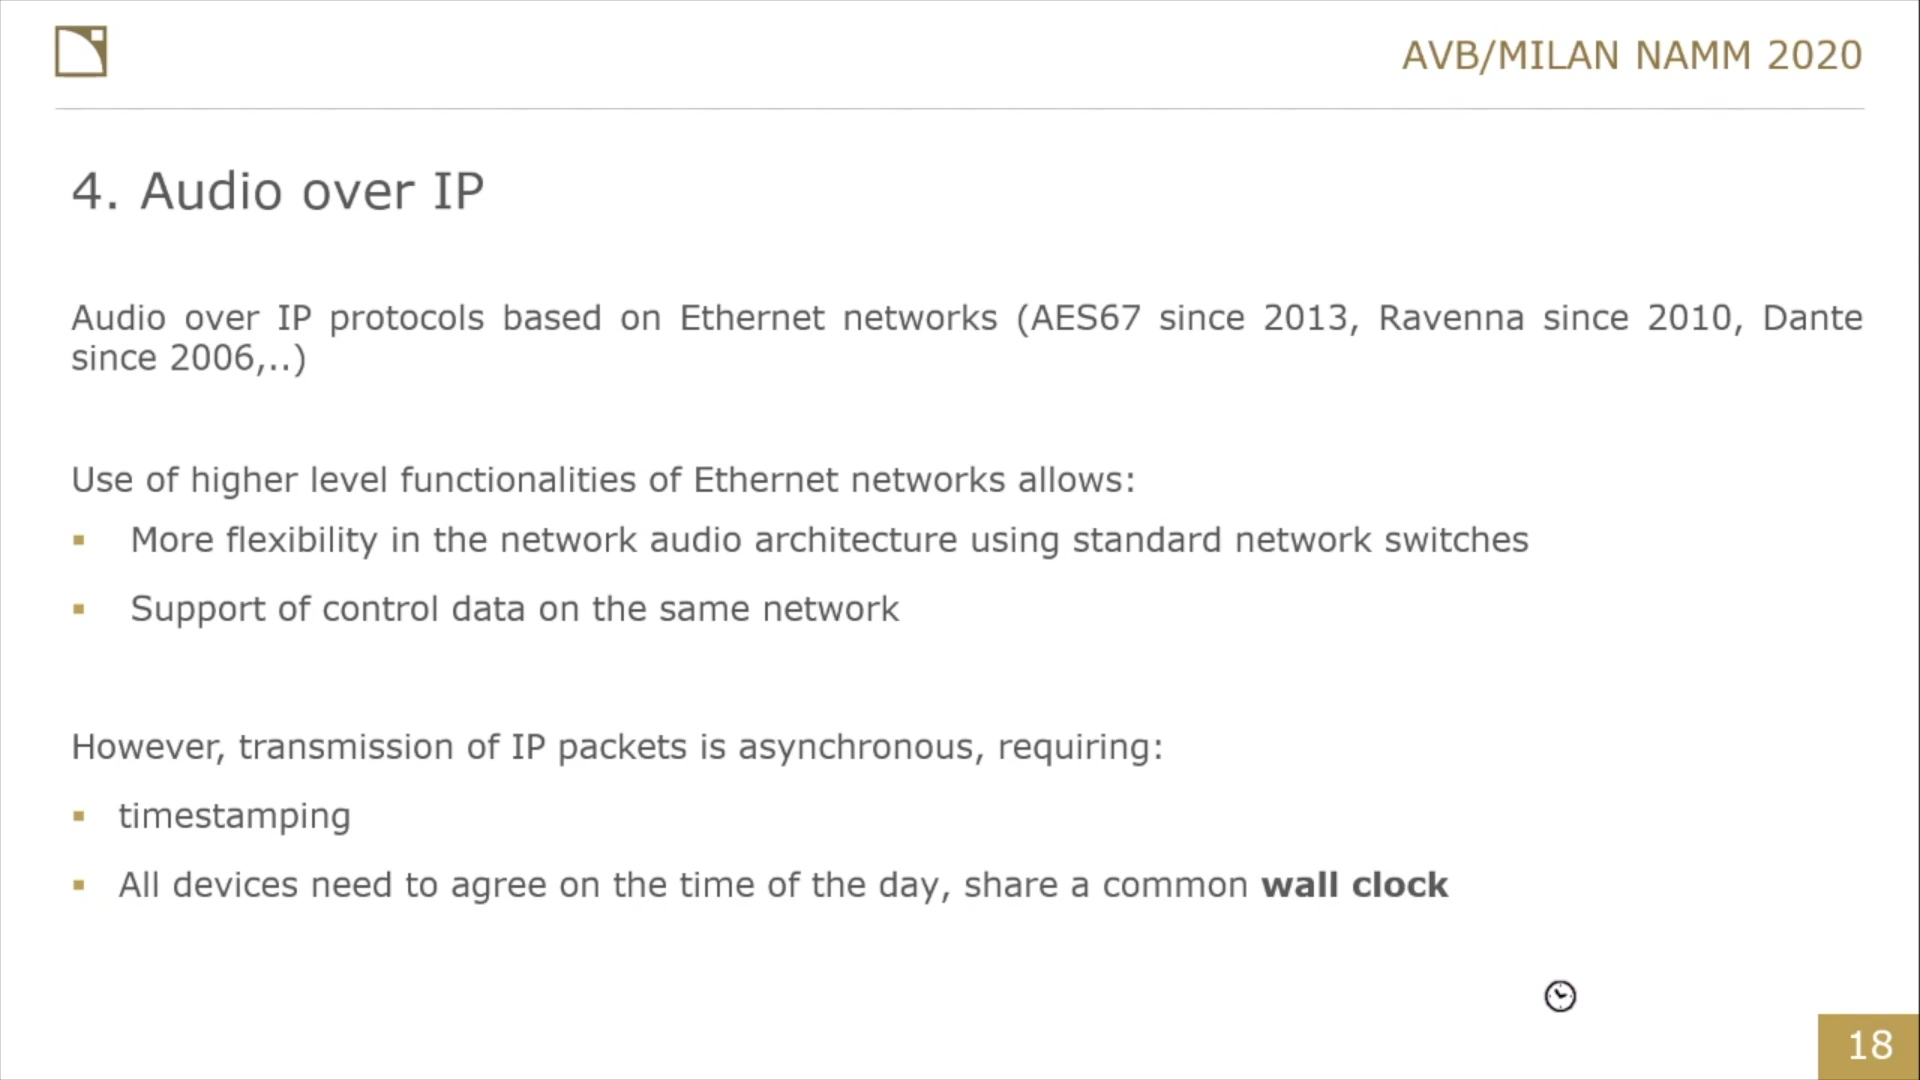 AVB/MILAN NAMM 2020
4. Audio over IP
Audio over IP protocols based on Ethernet networks (AES67 since 2013, Ravenna since 2010, Dante
since 2006,..)
Use of higher level functionalities of Ethernet networks allows:
▪ More flexibility in the network audio architecture using standard network switches
▪ Support of control data on the same network
However, transmission of IP packets is asynchronous, requiring:
▪ timestamping
▪ All devices need to agree on the time of the day, share a common wall clock
18